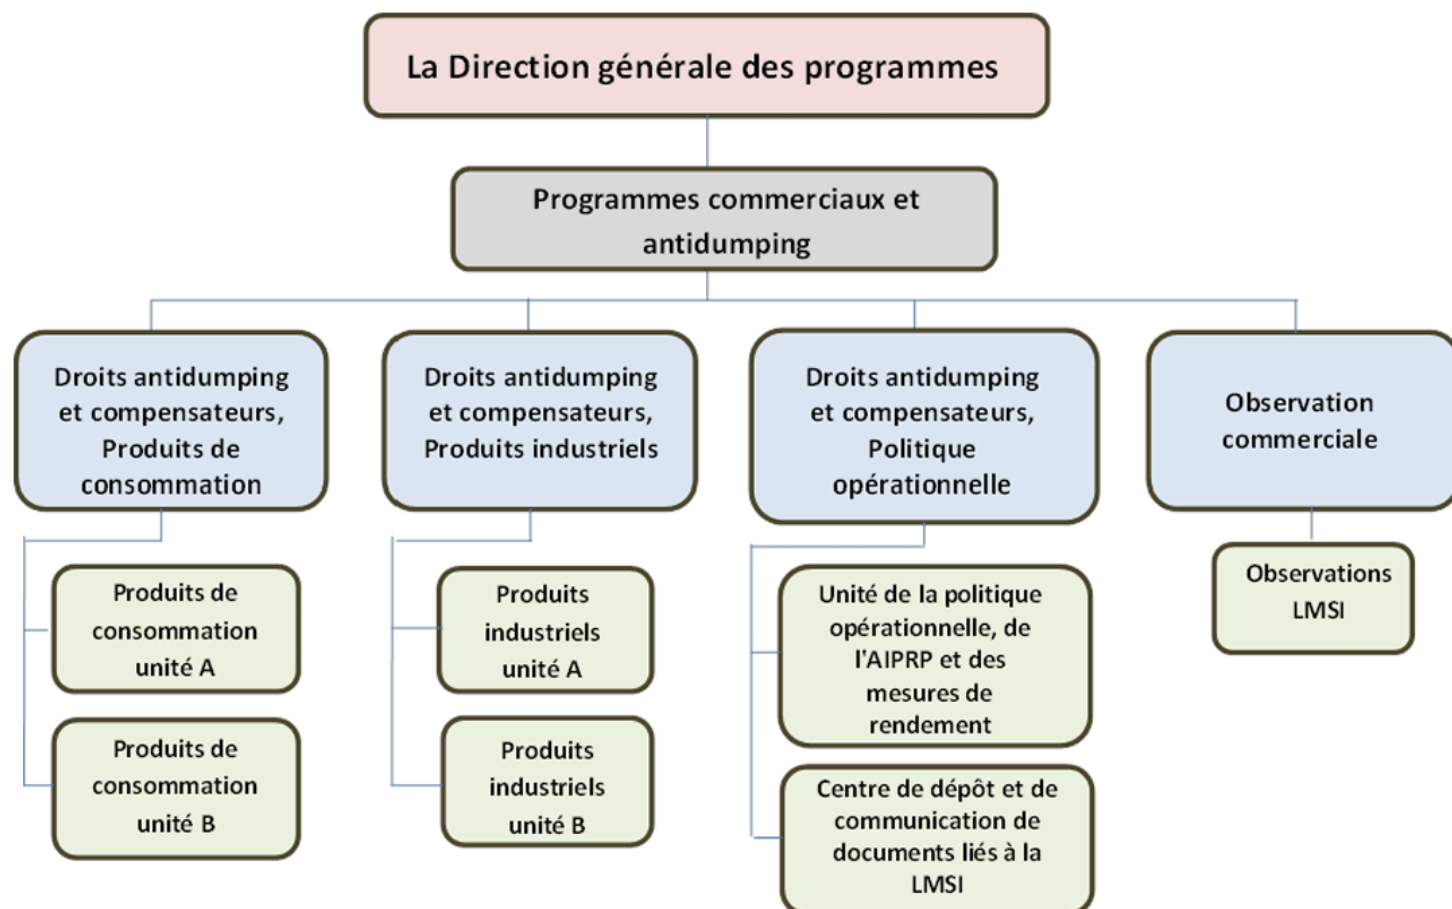 La Direction générale des programmes
Programmes commerciaux et
antidumping
Droits antidumping
et compensateurs,
Produits de
consommation
Droits antidumping
et compensateurs,
Produits industriels
Droits antidumping
et compensateurs,
Politique
opérationnelle
Observation
commerciale
Produits de
consommation
unité A
Produits de
consommation
unité B
Produits
industriels
unité A
Produits
industriels
unité B
Unité de la politique
opérationnelle, de
l'AIPRP et des
mesures de
rendement
Centre de dépôt et de
communication de
documents liés à la
LMSI
Observations
LMSI